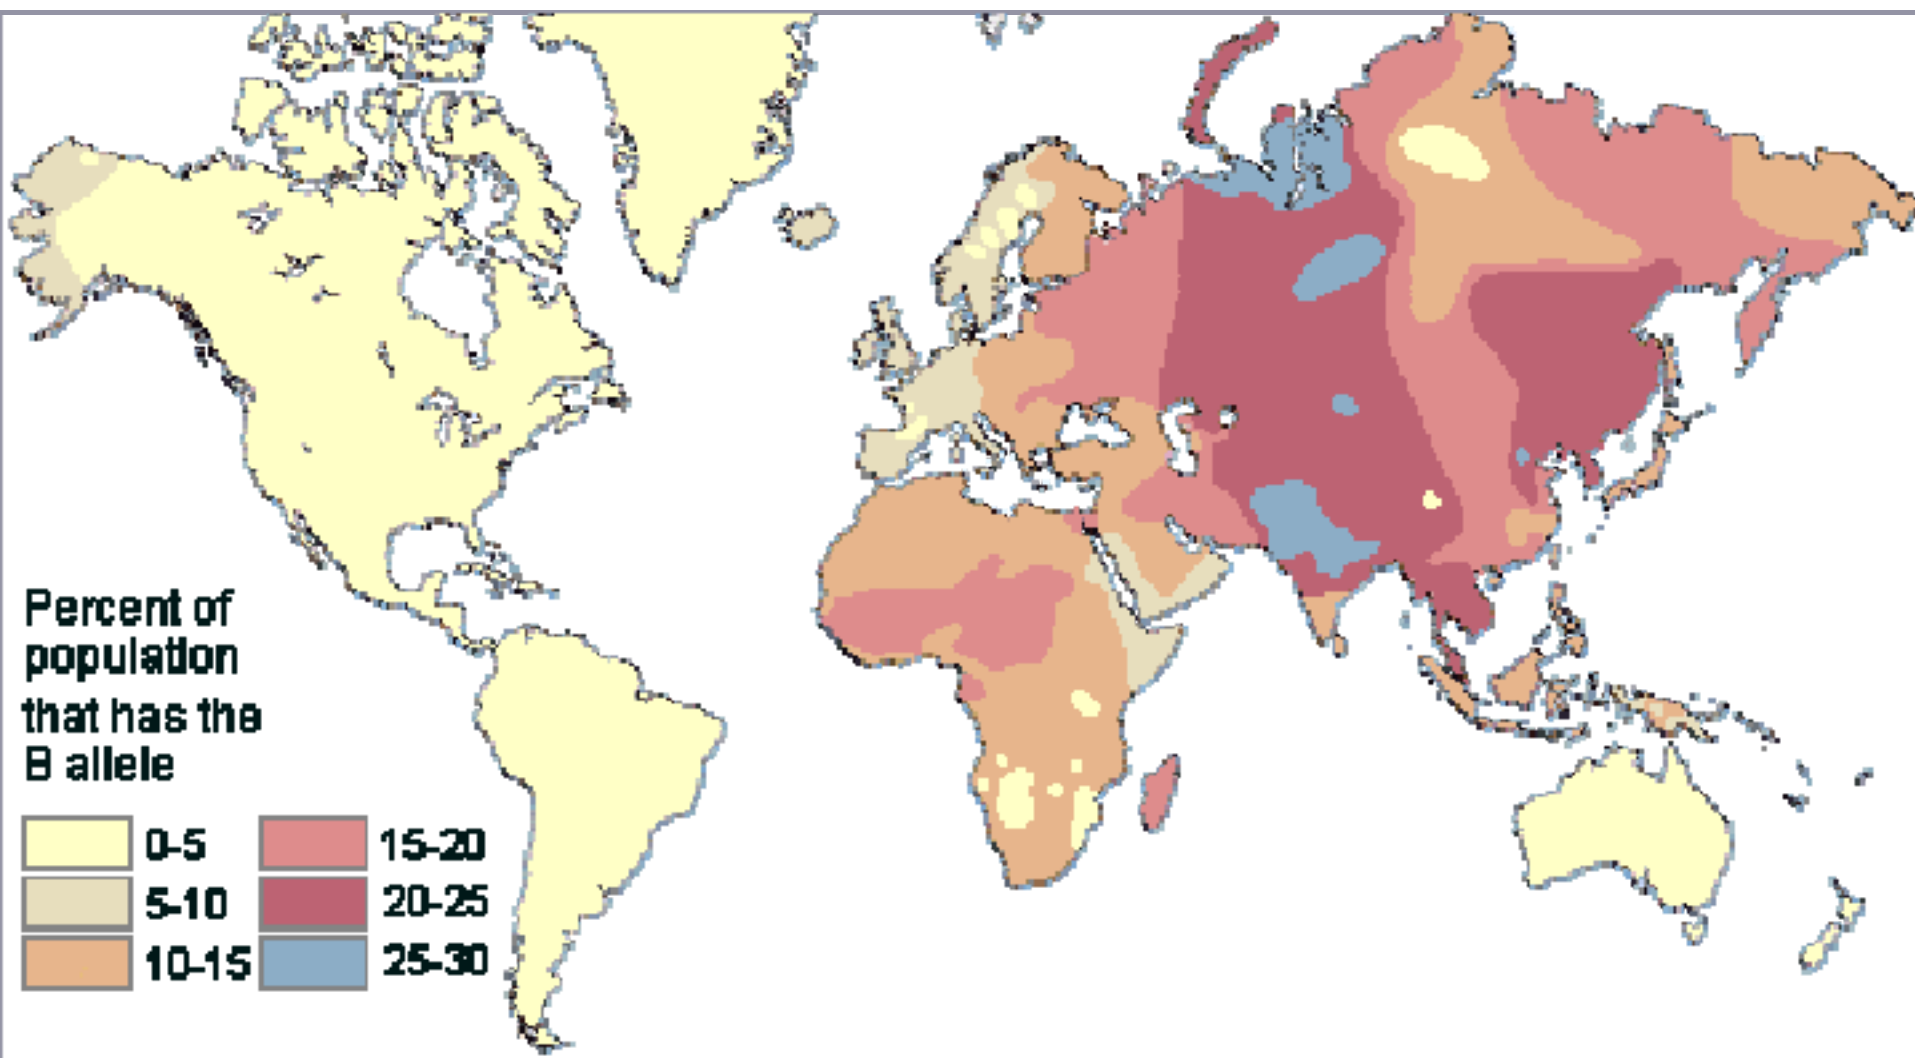 Percent of
population
that has the
B allele
0-5
15-20
5-10
20-25
10-15
25-30